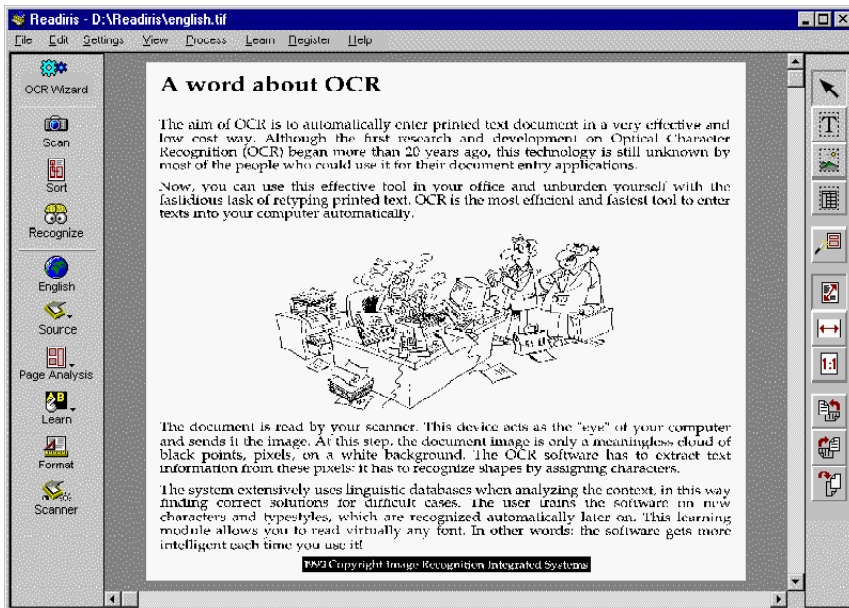 Readiris - D:\Readiris\english.tif
File Edit Settings View Process Learn Register Help
OCR Wizard
Scan
Sort
Recognize
English
Source
Page Analysis
Learn
Format
Scanner
A word about OCR
The aim of OCR is to automatically enter printed text document in a very effective and
low cost way. Although the first research and development on Optical Character
Recognition (OCR) began more than 20 years ago, this technology is still unknown by
most of the people who could use it for their document entry applications.
Now, you can use this effective tool in your office and unburden yourself with the
fastidious task of retyping printed text. OCR is the most efficient and fastest tool to enter
texts into your computer automatically.
The document is read by your scanner. This device acts as the "eye" of your computer
and sends it the image. At this step, the document image is only a meaningless cloud of
black points, pixels, on a white background. The OCR software has to extract text
information from these pixels: it has to recognize shapes by assigning characters.
The system extensively uses linguistic databases when analyzing the context, in this way
finding correct solutions for difficult cases. The user trains the software on new
characters and typestyles, which are recognized automatically later on. This learning
module allows you to read virtually any font. In other words: the software gets more
intelligent each time you use it!
Copyright Image Recognition Integrated Systems
T
1:1